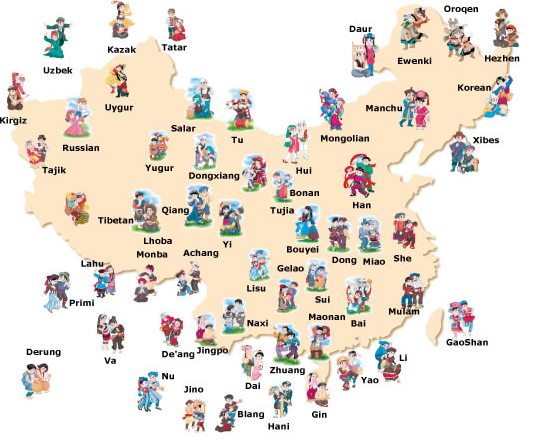 Oroqen
Kazak
Tatar
Daur
Uzbek
Ewenki
Hezhen
Uygur
Korean
Manchu
Kirgiz
Salar
Tu
Mongolian
Russian
Xibes
Yugur
Dongxiang
Hui
Tajik
Bonan
Han
Qiang
Tujia
Tibetan
Yi
Lhoba
Bouyei
Monba
Achang
Dong
Miao
She
Lahu
Gelao
Lisu
Sui
Primi
Maonan
Bai
Mulam
Naxi
GaoShan
Derung
Va
De'ang
Jingpo
Li
Zhuang
Nu
Yao
Jino
Dai
Blang
Gin
Hani